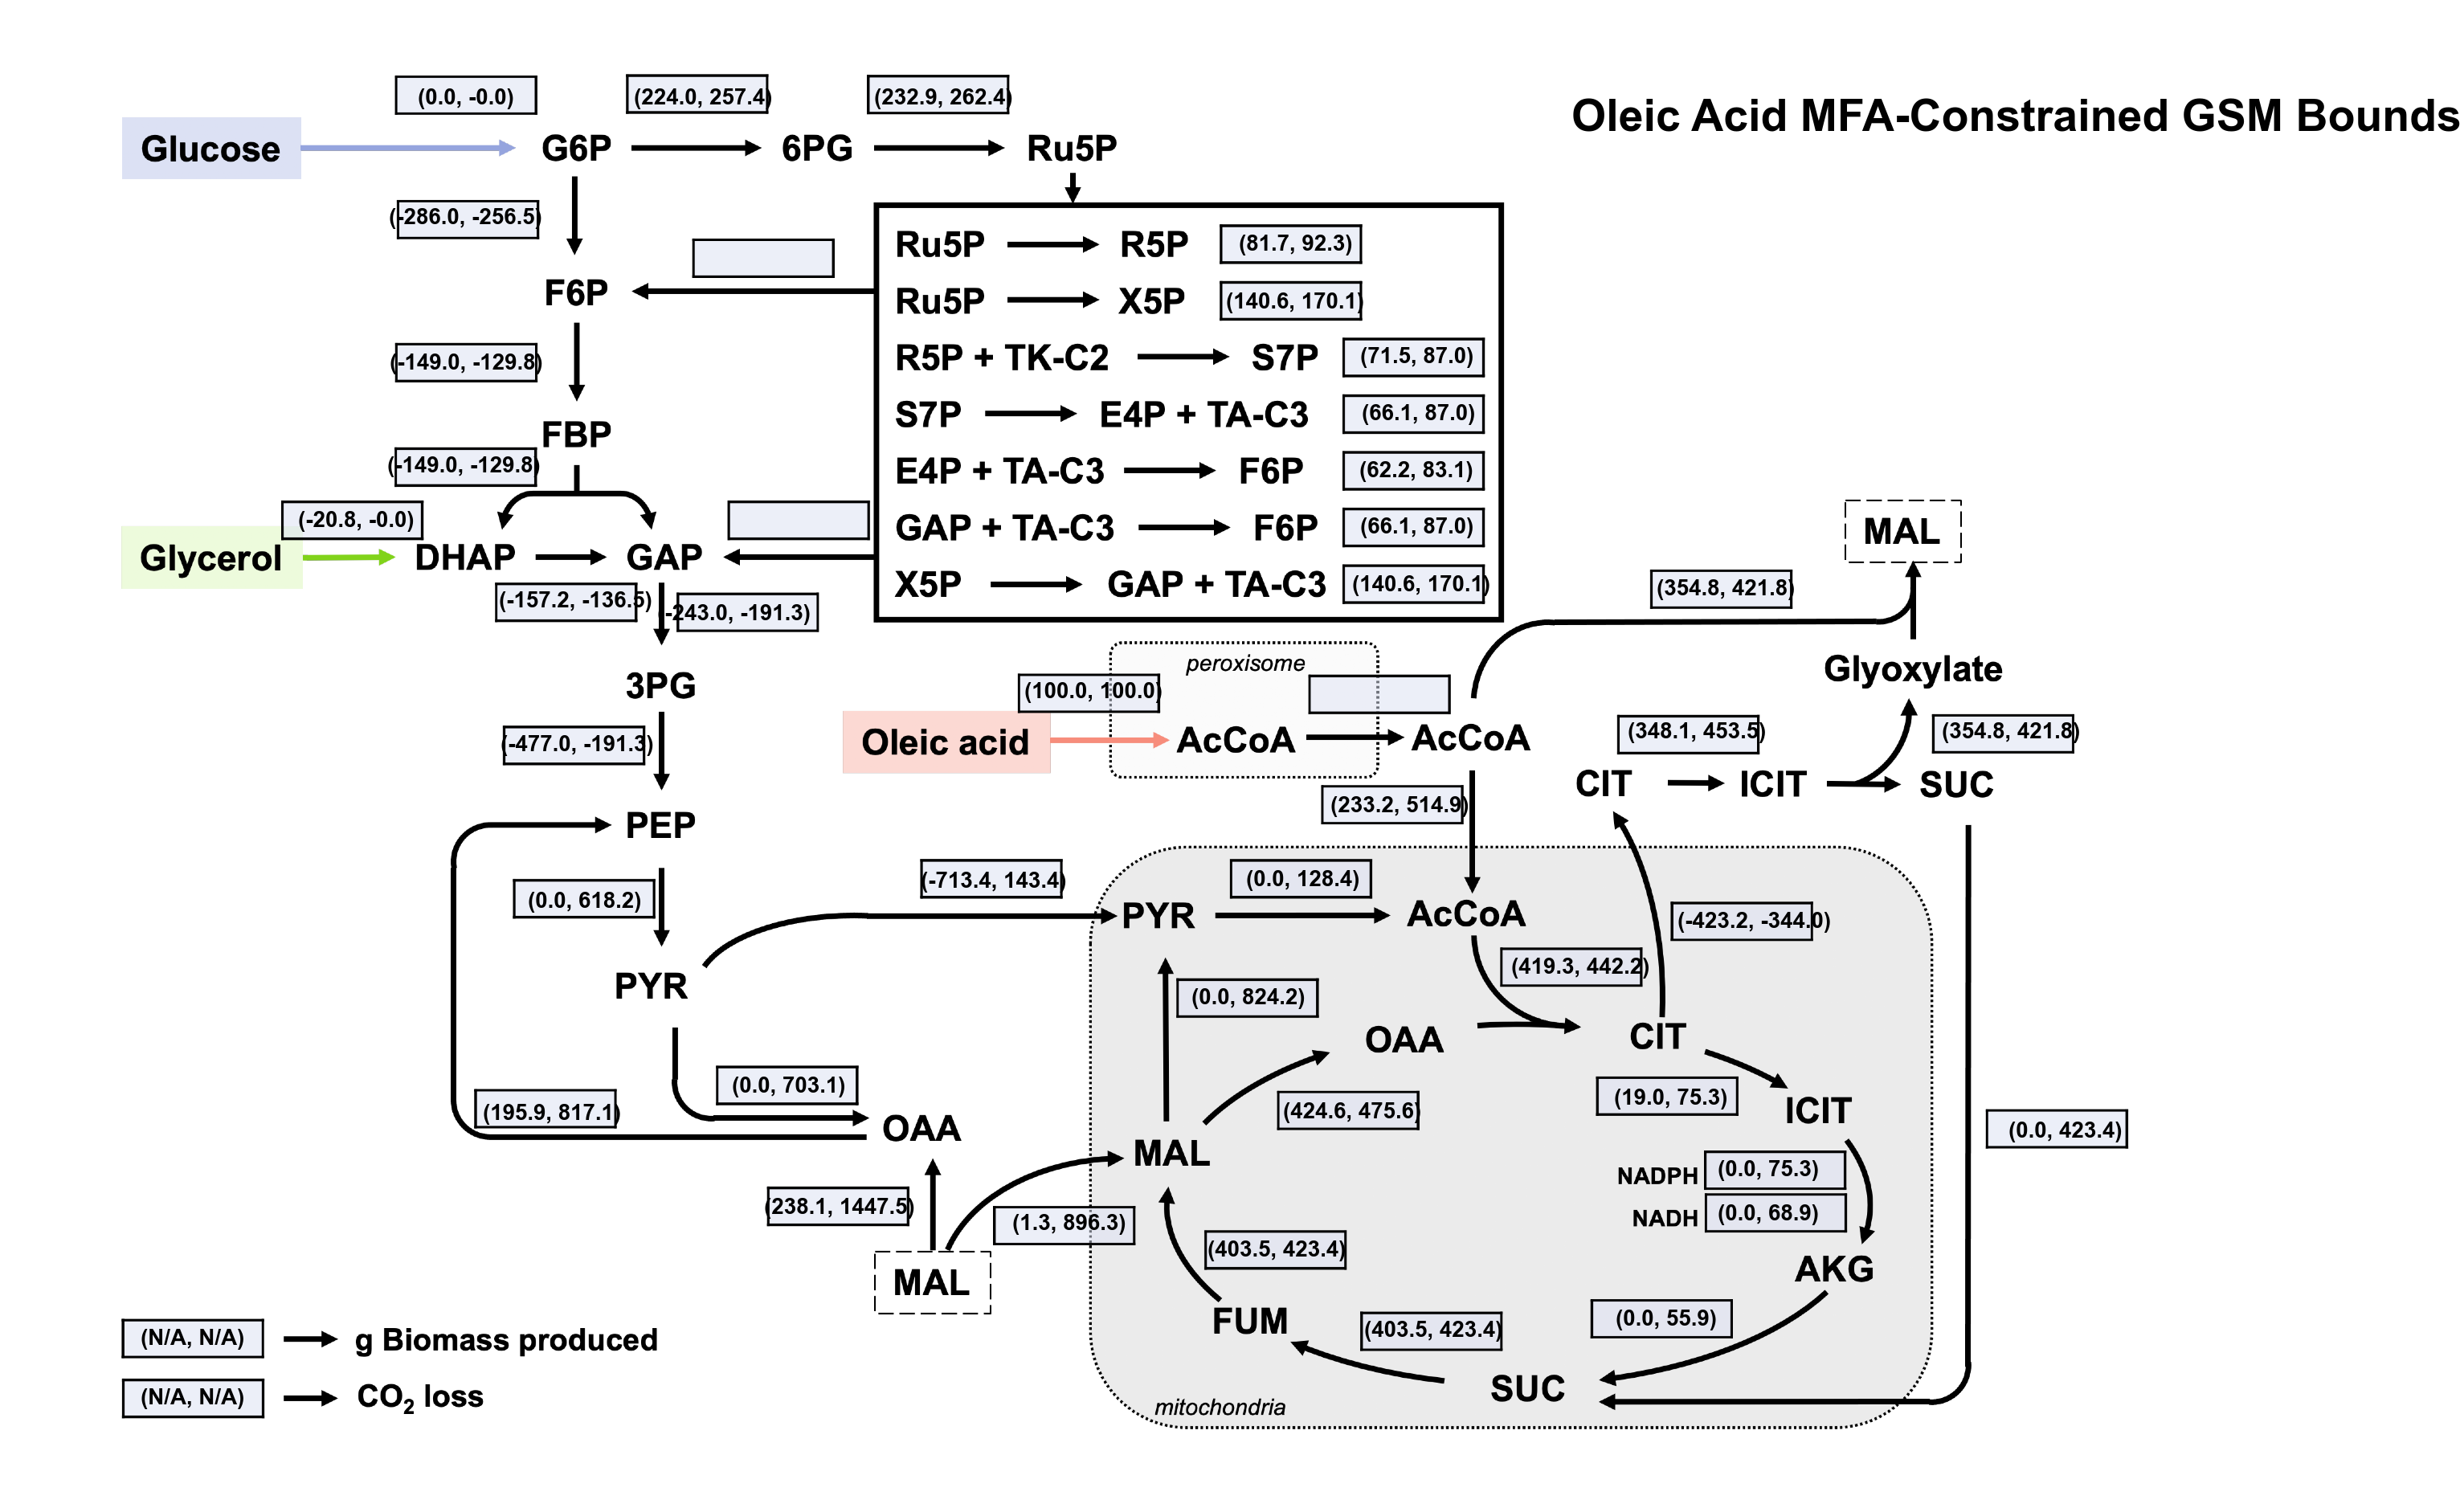 Oleic Acid MFA-Constrained GSM Bounds
(0.0, -0.0)
(224.0, 257.4)
(232.9, 262.4)
Glucose
G6P
6PG
Ru5P
(-286.0, -256.5)
F6P
(-149.0, -129.8)
FBP
(-149.0, -129.8)
(-20.8, -0.0)
Glycerol
DHAP
GAP
(-157.2, -136.5)
-243.0, -191.3)
Ru5P R5P (81.7, 92.3)
Ru5P X5P (140.6, 170.1)
R5P + TK-C2 S7P (71.5, 87.0)
S7P E4P + TA-C3 (66.1, 87.0)
E4P + TA-C3 F6P (62.2, 83.1)
GAP + TA-C3 F6P (66.1, 87.0)
X5P GAP + TA-C3 (140.6, 170.1)
3PG
(-477.0, -191.3)
PEP
(0.0, 618.2)
PYR
(-713.4, 143.4)
(0.0, 703.1)
(195.9, 817.1)
OAA
(238.1, 1447.5)
(1.3, 896.3)
MAL
peroxisome
(100.0, 100.0)
Oleic acid
AcCoA
AcCoA
(354.8, 421.8)
MAL
Glyoxylate
(348.1, 453.5)
(354.8, 421.8)
CIT
ICIT
SUC
(233.2, 514.9)
(0.0, 128.4)
PYR
AcCoA
(-423.2, -344.0)
(419.3, 442.2)
(0.0, 824.2)
OAA
CIT
(424.6, 475.6)
(19.0, 75.3)
ICIT
MAL
NADPH (0.0, 75.3)
NADH (0.0, 68.9)
(0.0, 423.4)
AKG
(403.5, 423.4)
FUM
(403.5, 423.4)
(0.0, 55.9)
SUC
mitochondria
(N/A, N/A) g Biomass produced
(N/A, N/A) CO₂ loss